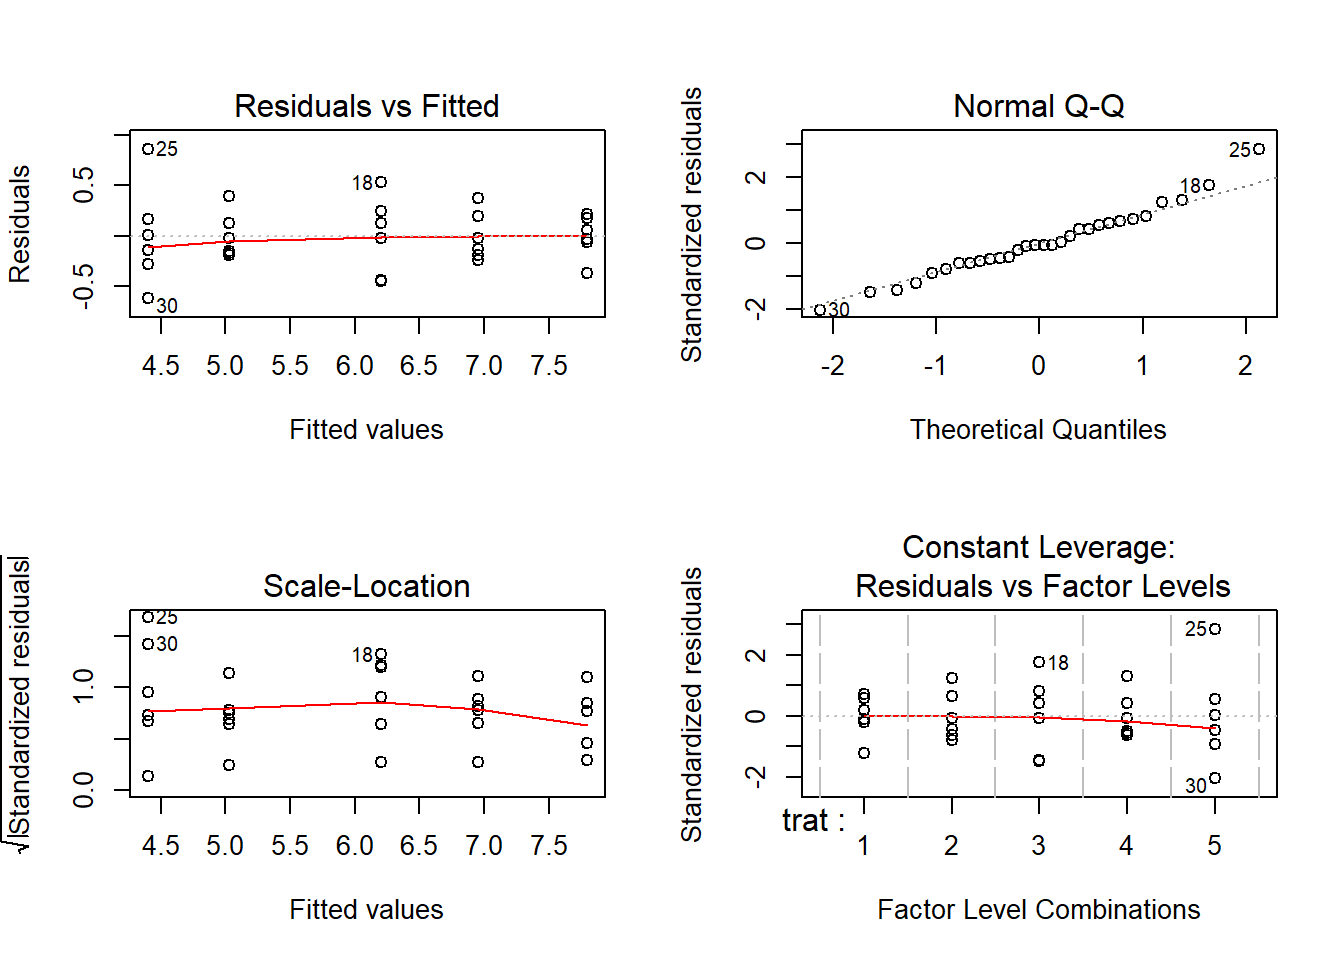 Residuals vs Fitted
Residuals
0.5
-0.5
25
18
30
4.5 5.0 5.5 6.0 6.5 7.0 7.5
Fitted values
Normal Q-Q
Standardized residuals
2
0
-2
25
18
30
-2 -1 0 1 2
Theoretical Quantiles
Scale-Location
√|Standardized residuals|
1.0
0.0
25
30
18
4.5 5.0 5.5 6.0 6.5 7.0 7.5
Fitted values
Constant Leverage:
Residuals vs Factor Levels
Standardized residuals
2
0
-2
25
18
30
trat :
1 2 3 4 5
Factor Level Combinations